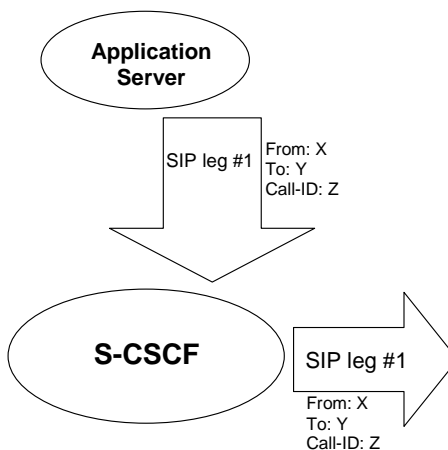 Application
Server
SIP leg #1
From: X
To: Y
Call-ID: Z
S-CSCF
SIP leg #1
From: X
To: Y
Call-ID: Z